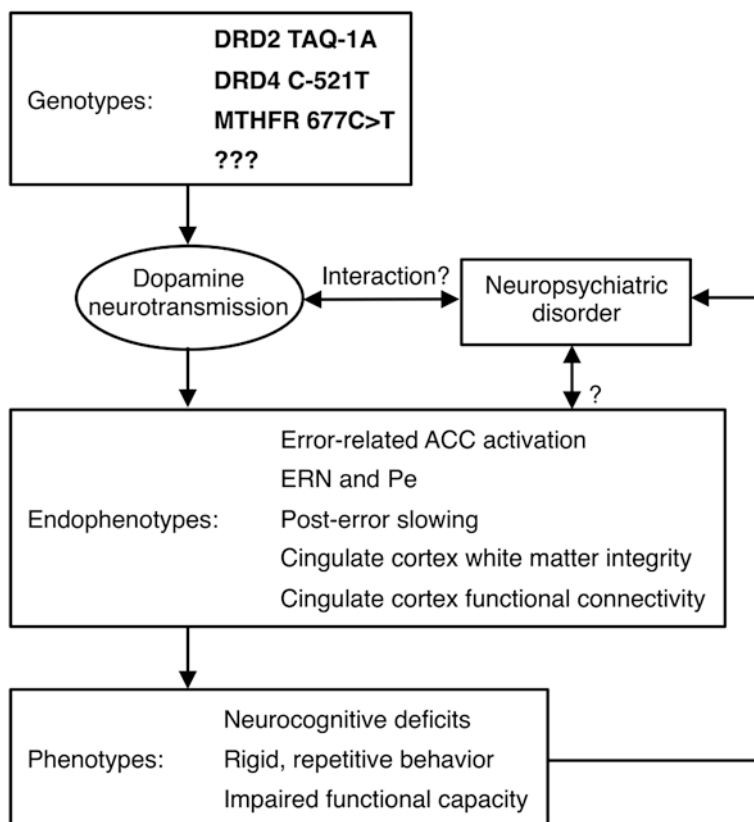 Genotypes:
DRD2 TAQ-1A
DRD4 C-521T
MTHFR 677C>T
???
Dopamine
neurotransmission
Interaction?
Neuropsychiatric
disorder
?
Endophenotypes:
Error-related ACC activation
ERN and Pe
Post-error slowing
Cingulate cortex white matter integrity
Cingulate cortex functional connectivity
Phenotypes:
Neurocognitive deficits
Rigid, repetitive behavior
Impaired functional capacity